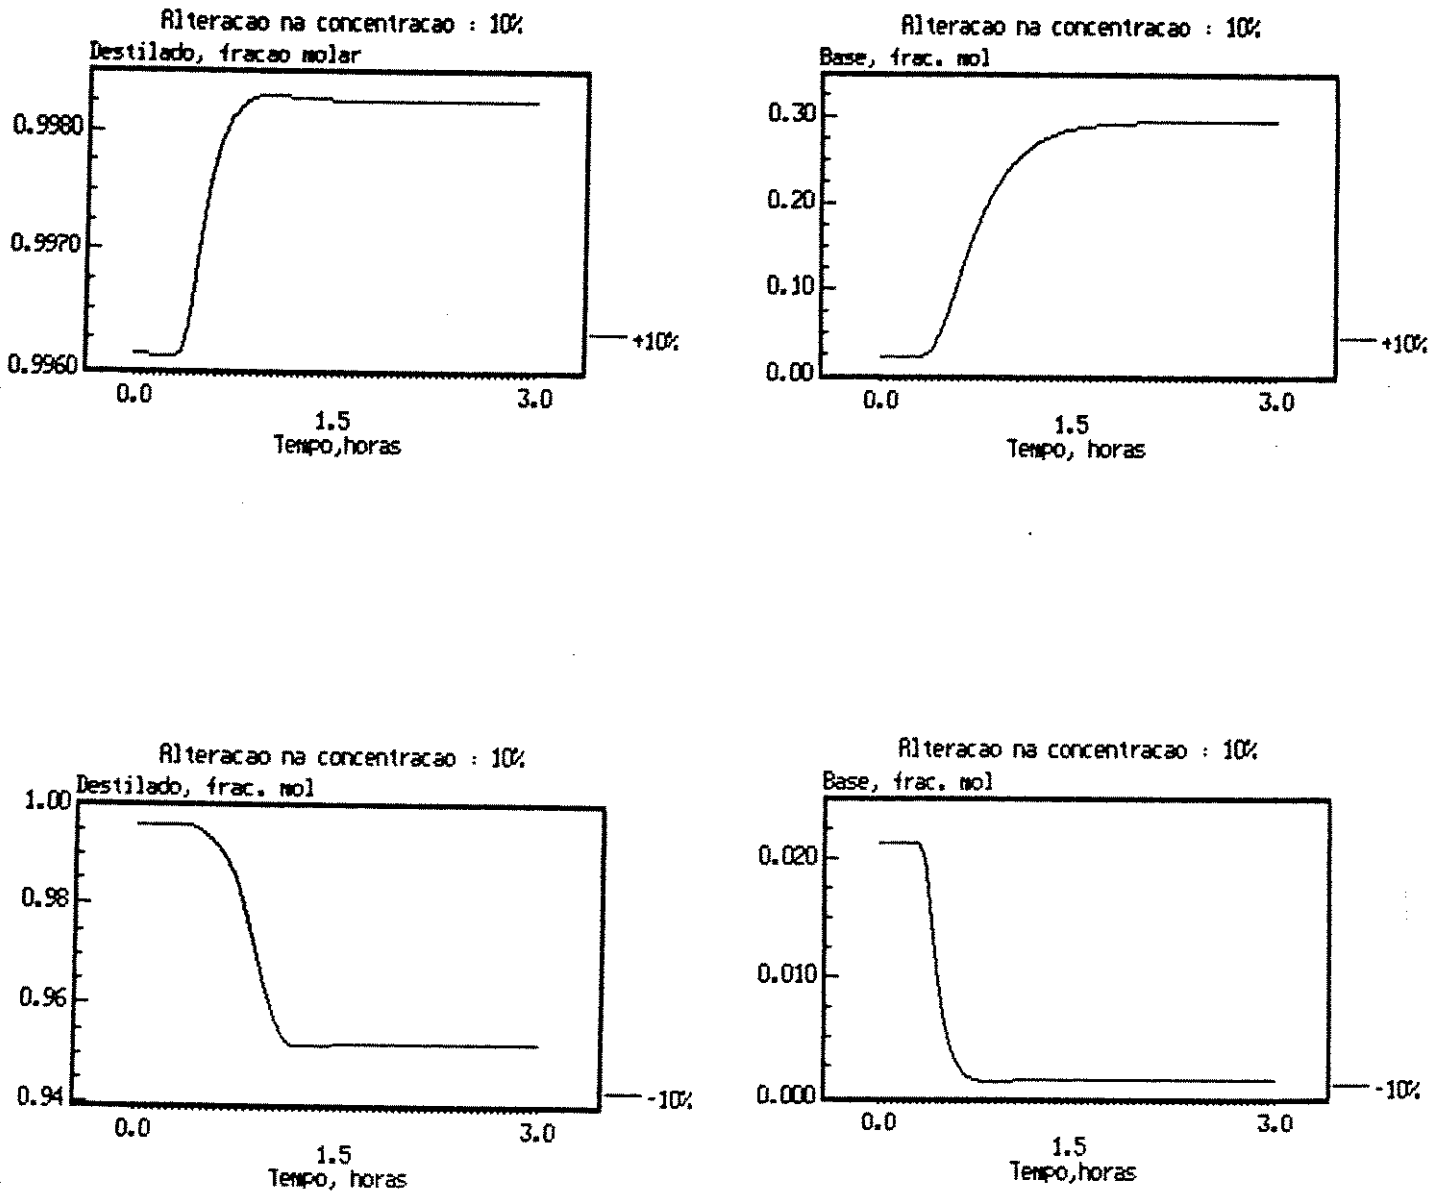 Alteracao na concentracao : 10%
Destilado, fracao molar
0.9980
0.9970
0.9960
+10%
0.0
3.0
1.5
Tempo,horas
Alteracao na concentracao : 10%
Base, frac. mol
0.30
0.20
0.10
0.00
+10%
0.0
3.0
1.5
Tempo, horas
Alteracao na concentracao : 10%
Destilado, frac. mol
1.00
0.98
0.96
0.94
-10%
0.0
3.0
1.5
Tempo, horas
Alteracao na concentracao : 10%
Base, frac. mol
0.020
0.010
0.000
-10%
0.0
3.0
1.5
Tempo,horas